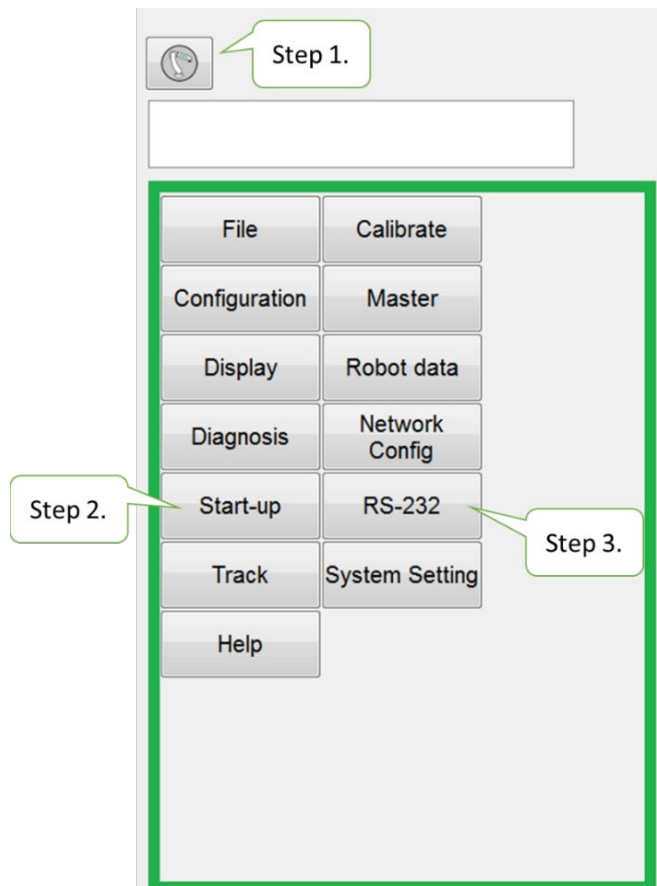 Step 1.
File
Calibrate
Configuration
Master
Display
Robot data
Diagnosis
Network
Config
Step 2.
Start-up
RS-232
Step 3.
Track
System Setting
Help